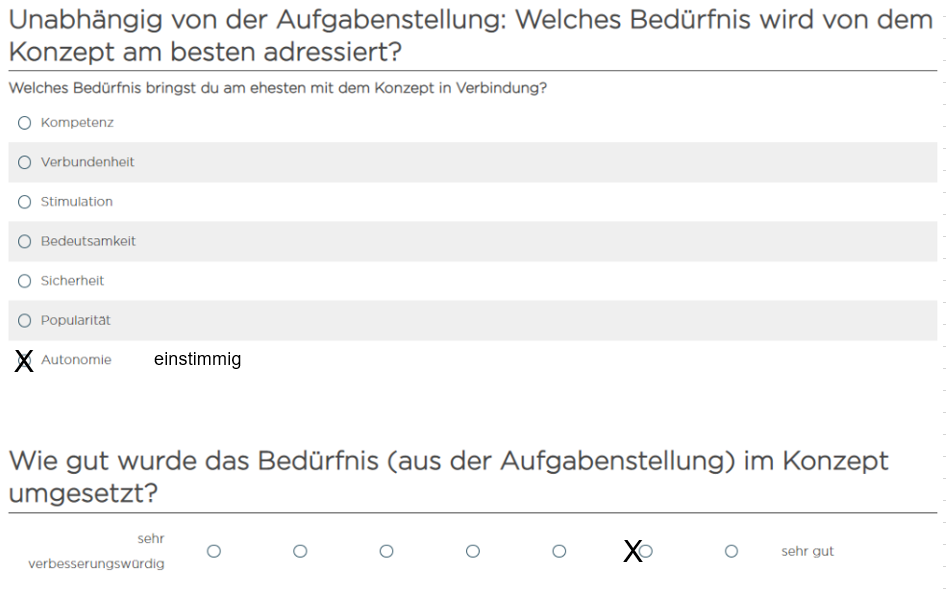 Unabhängig von der Aufgabenstellung: Welches Bedürfnis wird von dem
Konzept am besten adressiert?
Welches Bedürfnis bringst du am ehesten mit dem Konzept in Verbindung?
Kompetenz
Verbundenheit
Stimulation
Bedeutsamkeit
Sicherheit
Popularität
X Autonomie einstimmig
Wie gut wurde das Bedürfnis (aus der Aufgabenstellung) im Konzept
umgesetzt?
sehr
verbesserungswürdig
X
sehr gut